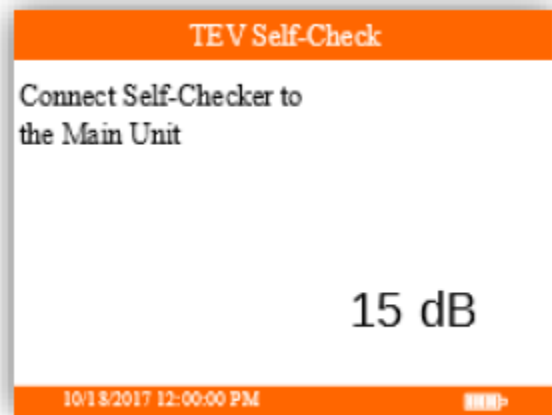 TEV Self-Check
Connect Self-Checker to
the Main Unit
15 dB
10/18/2017 12:00:00 PM